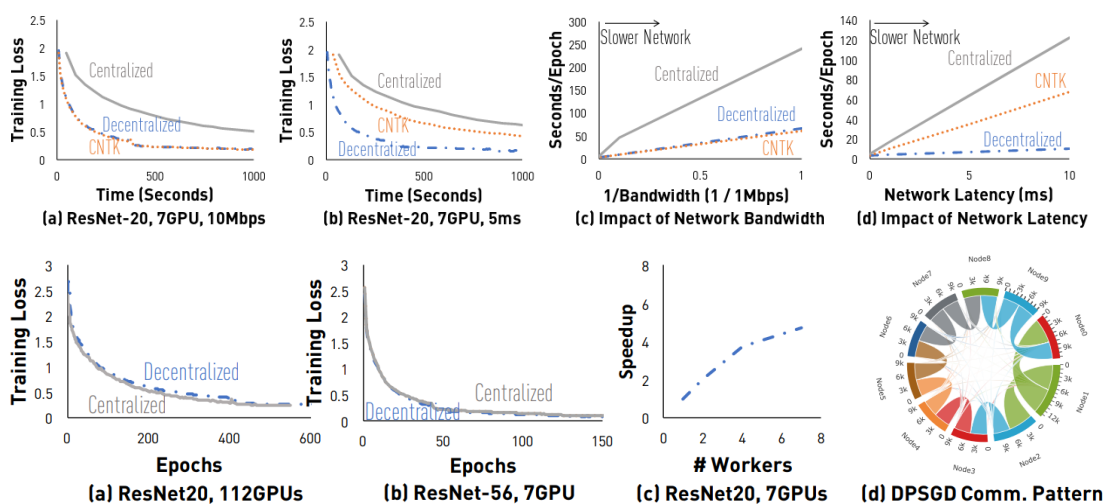 Training Loss
2.5
2
1.5
1
0.5
0
0
1000
Centralized
Decentralized
CNTK
Time (Seconds)
(a) ResNet-20, 7GPU, 10Mbps
Training Loss
2.5
2
1.5
1
0.5
0
0
1000
Centralized
CNTK
Decentralized
Time (Seconds)
(b) ResNet-20, 7GPU, 5ms
Seconds/Epoch
300
250
200
150
100
50
0
0
0.5
1
Slower Network
Centralized
Decentralized
CNTK
1/Bandwidth (1 / 1Mbps)
(c) Impact of Network Bandwidth
Seconds/Epoch
140
120
100
80
60
40
20
0
0
5
10
Slower Network
Centralized
CNTK
Decentralized
Network Latency (ms)
(d) Impact of Network Latency
Training Loss
3
2.5
2
1.5
1
0.5
0
0
200
400
600
Decentralized
Centralized
Epochs
(a) ResNet20, 112GPUs
Training Loss
3
2.5
2
1.5
1
0.5
0
0
50
100
150
Centralized
Decentralized
Epochs
(b) ResNet-56, 7GPU
Speedup
8
6
4
2
0
0
2
4
6
8
# Workers
(c) ResNet20, 7GPUs
Node8
Node9
Node0
Node1
Node2
Node3
Node4
Node5
Node6
Node7
(d) DPSGD Comm. Pattern